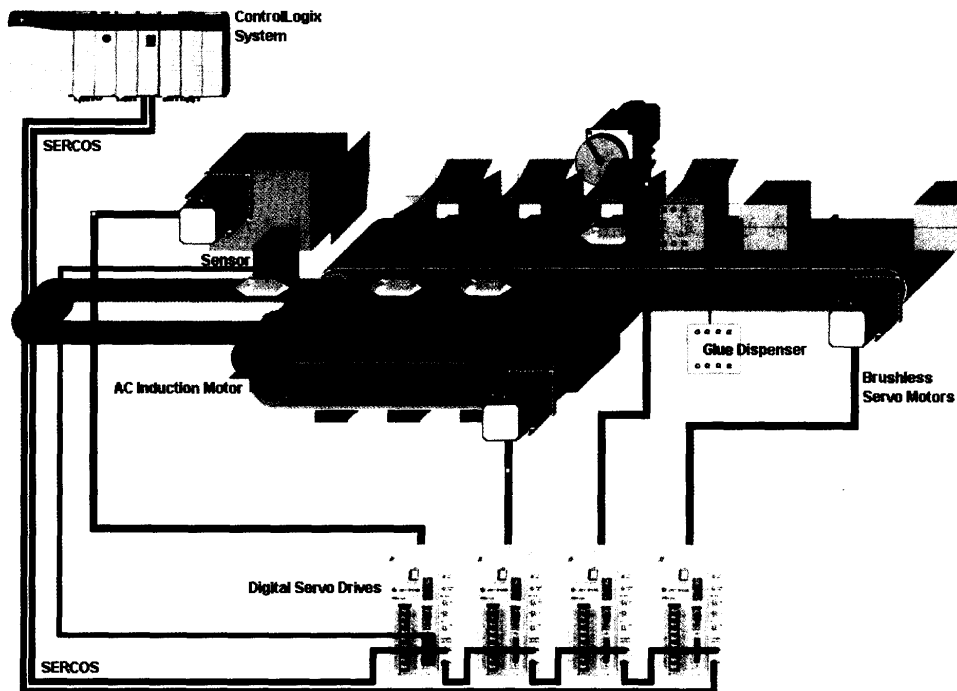 ControlLogix
System
SERCOS
Sensor
Glue Dispenser
AC Induction Motor
Brushless
Servo Motors
Digital Servo Drives
SERCOS